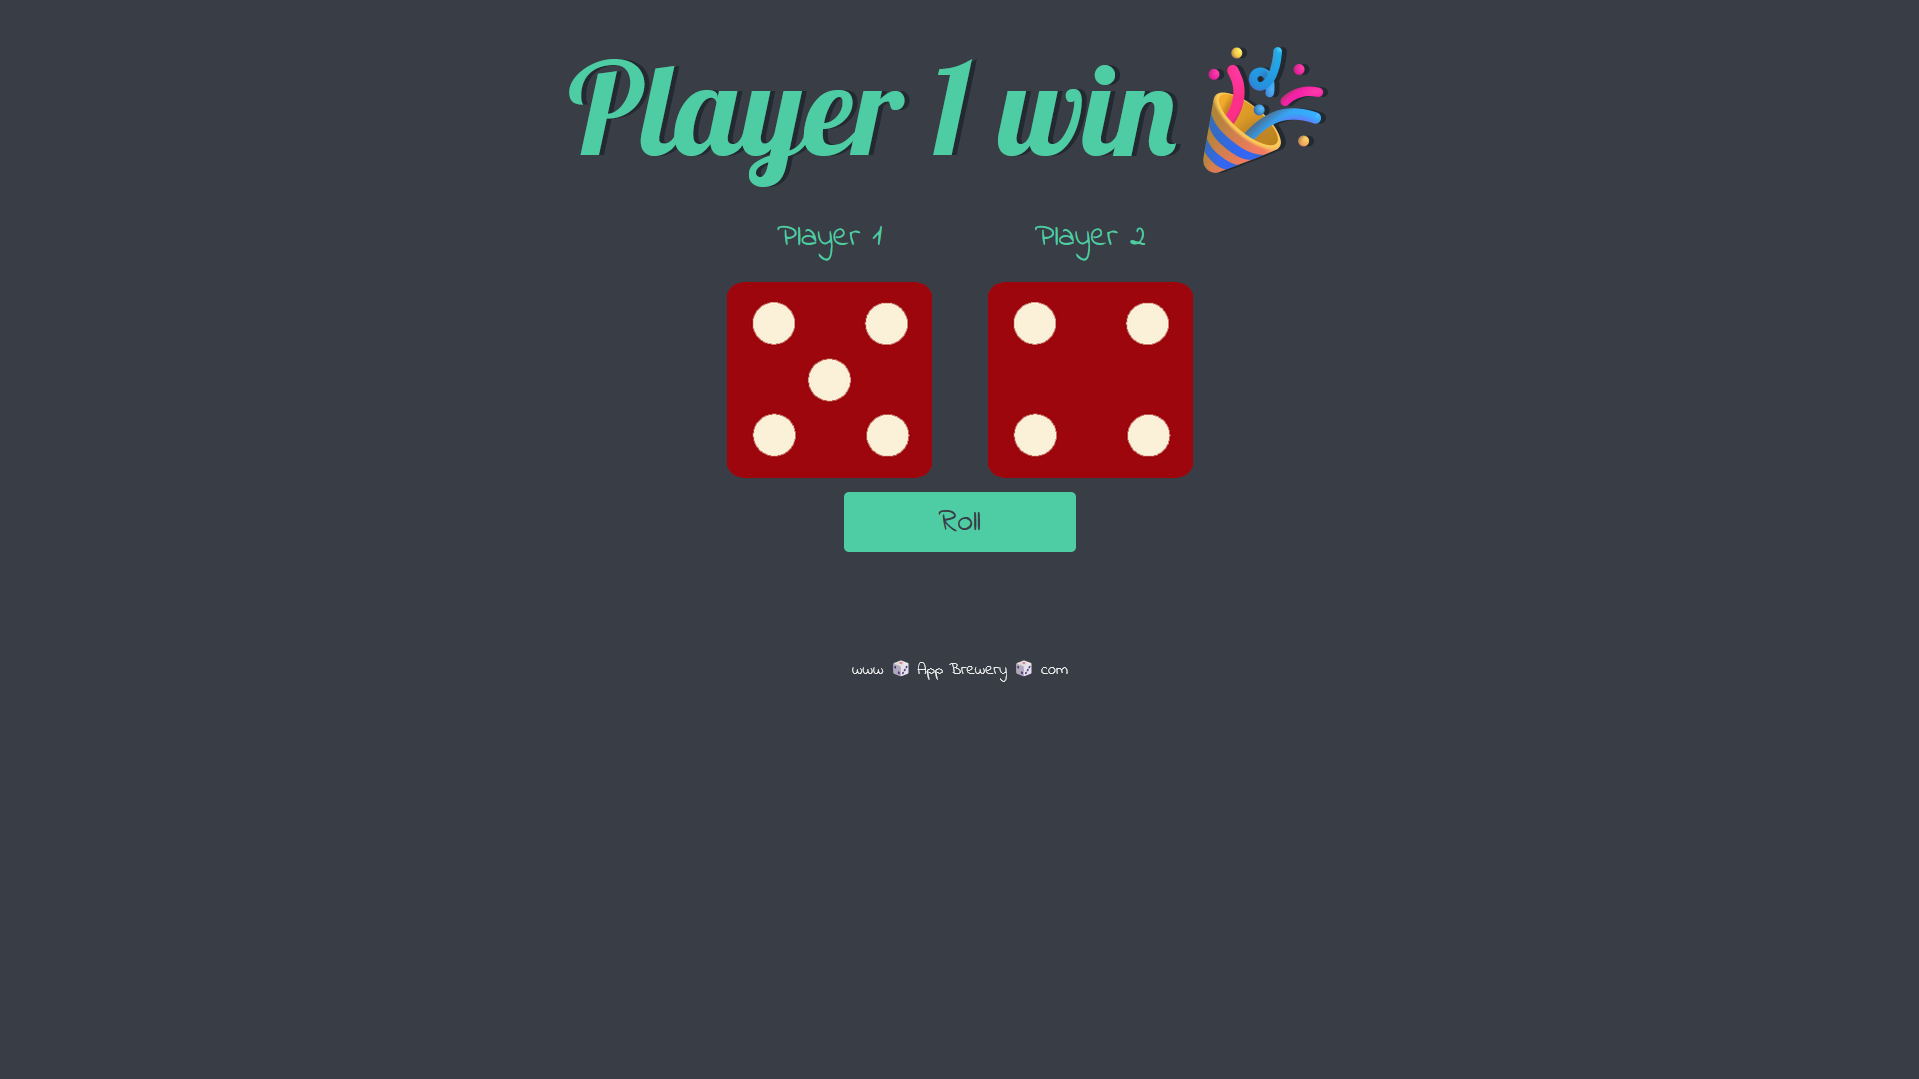 Player 1 win 🎉
Player 1 Player 2
Roll
www 🎲 App Brewery 🎲 com